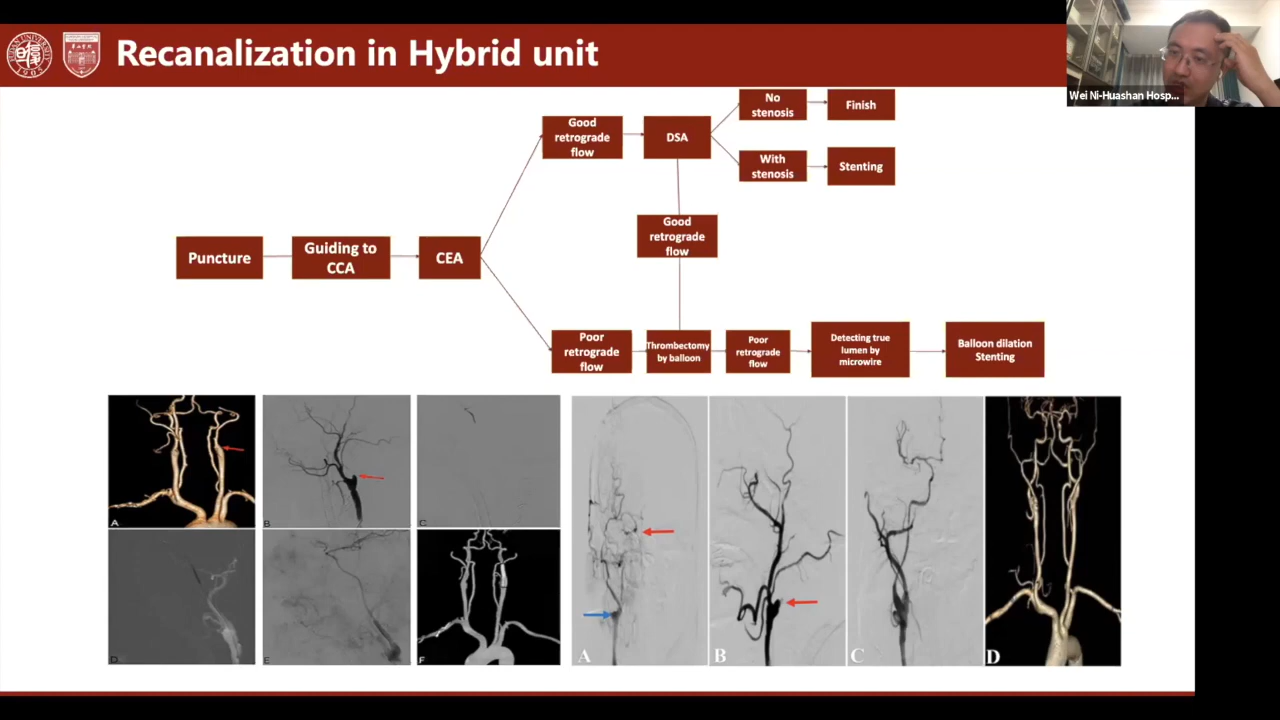 Recanalization in Hybrid unit
Wei Ni-Huashan Hosp...
No
stenosis
Finish
Good
retrograde
flow
DSA
With
stenosis
Stenting
Good
retrograde
flow
Puncture
Guiding to
CCA
CEA
Poor
retrograde
flow
Thrombectomy
by balloon
Poor
retrograde
flow
Detecting true
lumen by
microwire
Balloon dilation
Stenting
A
B
C
D
E
F
A
B
C
D